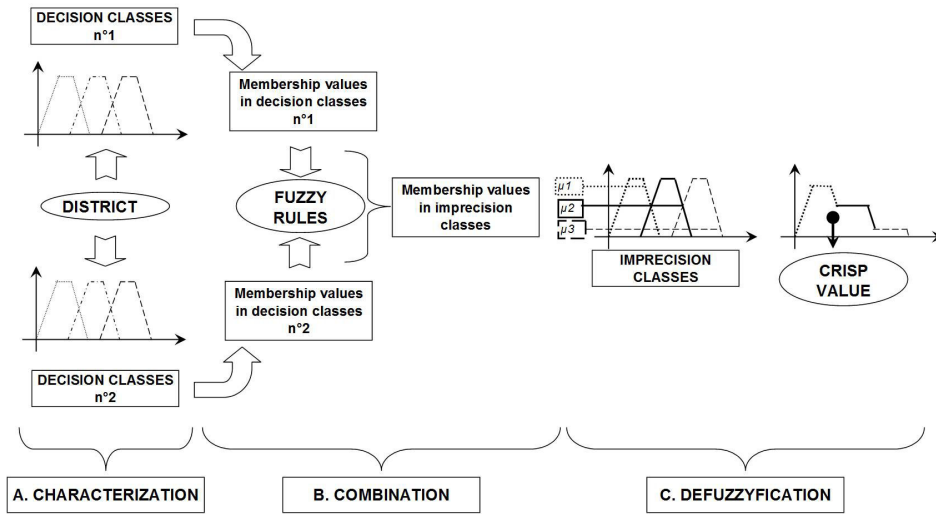 DECISION CLASSES
n°1
Membership values
in decision classes
n°1
DISTRICT
FUZZY
RULES
Membership values
in imprecision
classes
Membership values
in decision classes
n°2
DECISION CLASSES
n°2
µ1
µ2
µ3
IMPRECISION
CLASSES
CRISP
VALUE
A. CHARACTERIZATION
B. COMBINATION
C. DEFUZZYFICATION